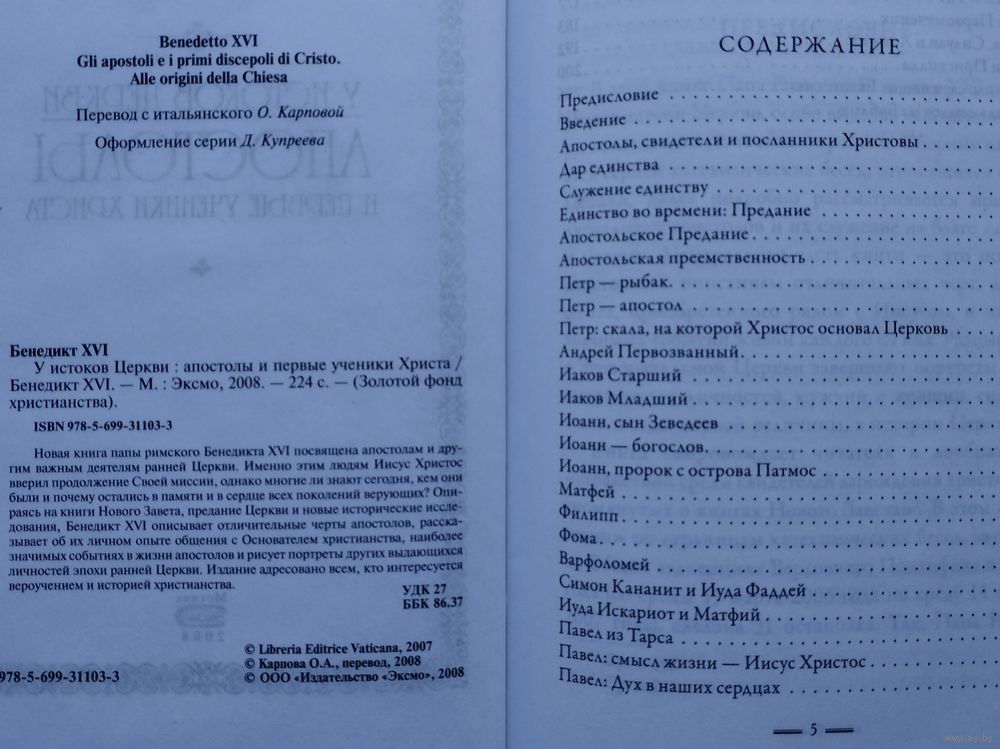 Benedetto XVI
Gli apostoli e i primi discepoli di Cristo.
Alle origini della Chiesa
Перевод с итальянского О. Карповой
Оформление серии Д. Купреева
Бенедикт XVI
У истоков Церкви : апостолы и первые ученики Христа /
Бенедикт XVI. — М. : Эксмо, 2008. — 224 с. — (Золотой фонд
христианства).
ISBN 978-5-699-31103-3
Новая книга папы римского Бенедикта XVI посвящена апостолам и дру-
гим важным деятелям ранней Церкви. Именно этим людям Иисус Христос
вверил продолжение Своей миссии, однако многие ли знают сегодня, кем они
были и почему остались в памяти и в сердце всех поколений верующих? Опи-
раясь на книги Нового Завета, предание Церкви и новые исторические иссле-
дования, Бенедикт XVI описывает отличительные черты апостолов, расска-
зывает об их личном опыте общения с Основателем христианства, наиболее
значимых событиях в жизни апостолов и рисует портреты других выдающихся
личностей эпохи ранней Церкви. Издание адресовано всем, кто интересуется
вероучением и историей христианства.
УДК 27
ББК 86.37
© Libreria Editrice Vaticana, 2007
© Карпова О.А., перевод, 2008
978-5-699-31103-3
© ООО «Издательство «Эксмо», 2008
СОДЕРЖАНИЕ
Предисловие
Введение
Апостолы, свидетели и посланники Христовы
Дар единства
Служение единству
Единство во времени: Предание
Апостольское Предание
Апостольская преемственность
Петр — рыбак
Петр — апостол
Петр: скала, на которой Христос основал Церковь
Андрей Первозванный
Иаков Старший
Иаков Младший
Иоанн, сын Зеведеев
Иоанн — богослов
Иоанн, пророк с острова Патмос
Матфей
Филипп
Фома
Варфоломей
Симон Кананит и Иуда Фаддей
Иуда Искариот и Матфий
Павел из Тарса
Павел: смысл жизни — Иисус Христос
Павел: Дух в наших сердцах
5
www.ay.by